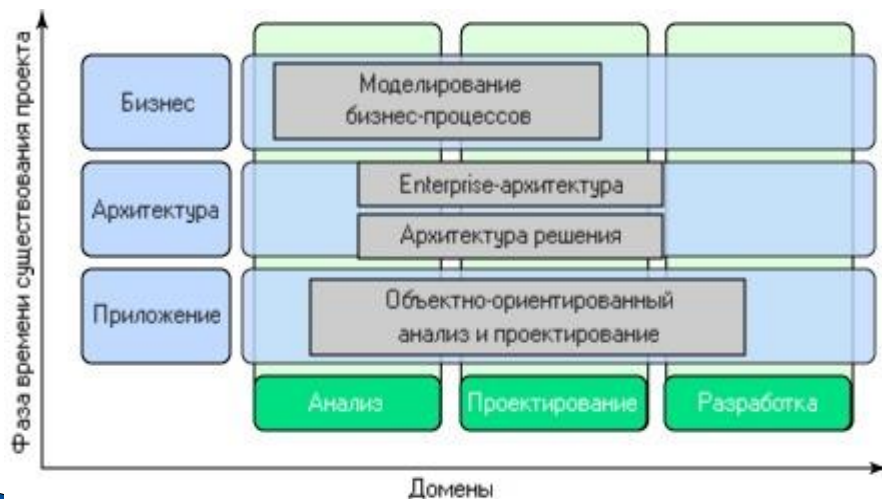 Фаза времени существования проекта
Бизнес
Моделирование
бизнес-процессов
Архитектура
Enterprise-архитектура
Архитектура решения
Приложение
Объектно-ориентированный
анализ и проектирование
Анализ
Проектирование
Разработка
Домены